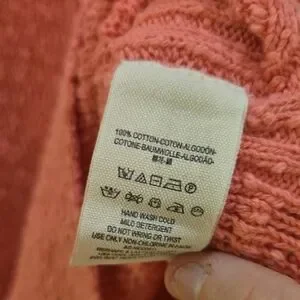 100% COTTON-COTON-ALGODÓN-
COTONE-BAUMWOLLE-ALGODÃO-
HAND WASH COLD
MILD DETERGENT
DO NOT WRING OR TWIST
USE ONLY NON-CHLORINE BLEACH